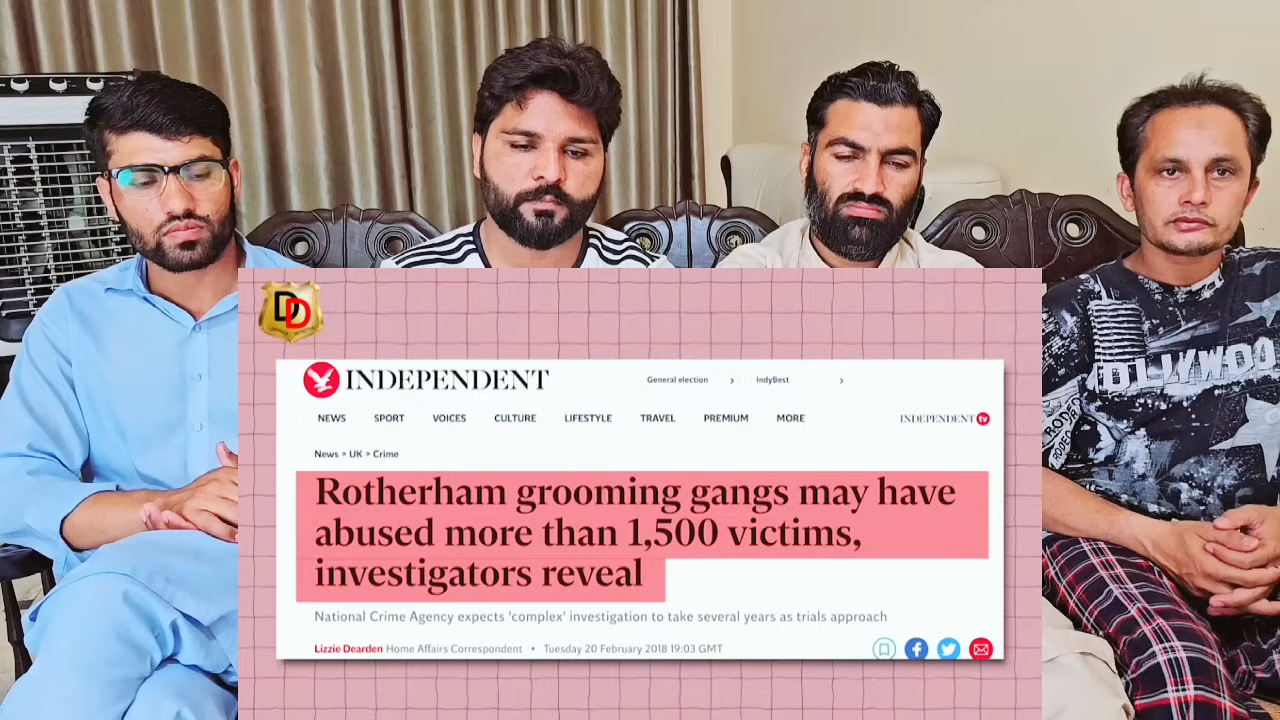 DD
INDEPENDENT
General election > IndyBest >
NEWS SPORT VOICES CULTURE LIFESTYLE TRAVEL PREMIUM MORE INDEPENDENT tv
News > UK > Crime
Rotherham grooming gangs may have
abused more than 1,500 victims,
investigators reveal
National Crime Agency expects 'complex' investigation to take several years as trials approach
Lizzie Dearden Home Affairs Correspondent • Tuesday 20 February 2018 19:03 GMT